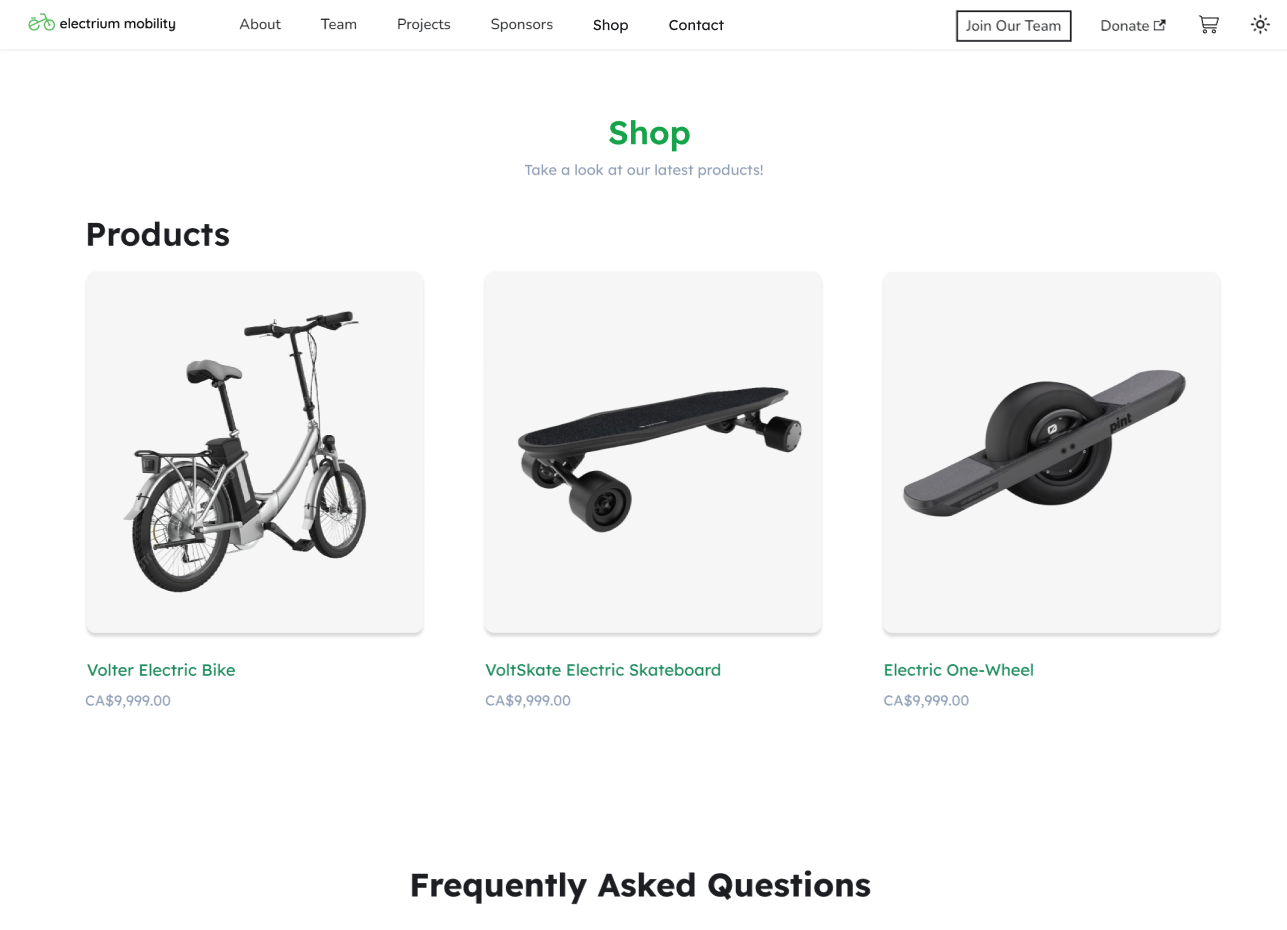 electrium mobility About Team Projects Sponsors Shop Contact Join Our Team Donate
Shop
Take a look at our latest products!
Products
pint
Volter Electric Bike VoltSkate Electric Skateboard Electric One-Wheel
CA$9,999.00 CA$9,999.00 CA$9,999.00
Frequently Asked Questions